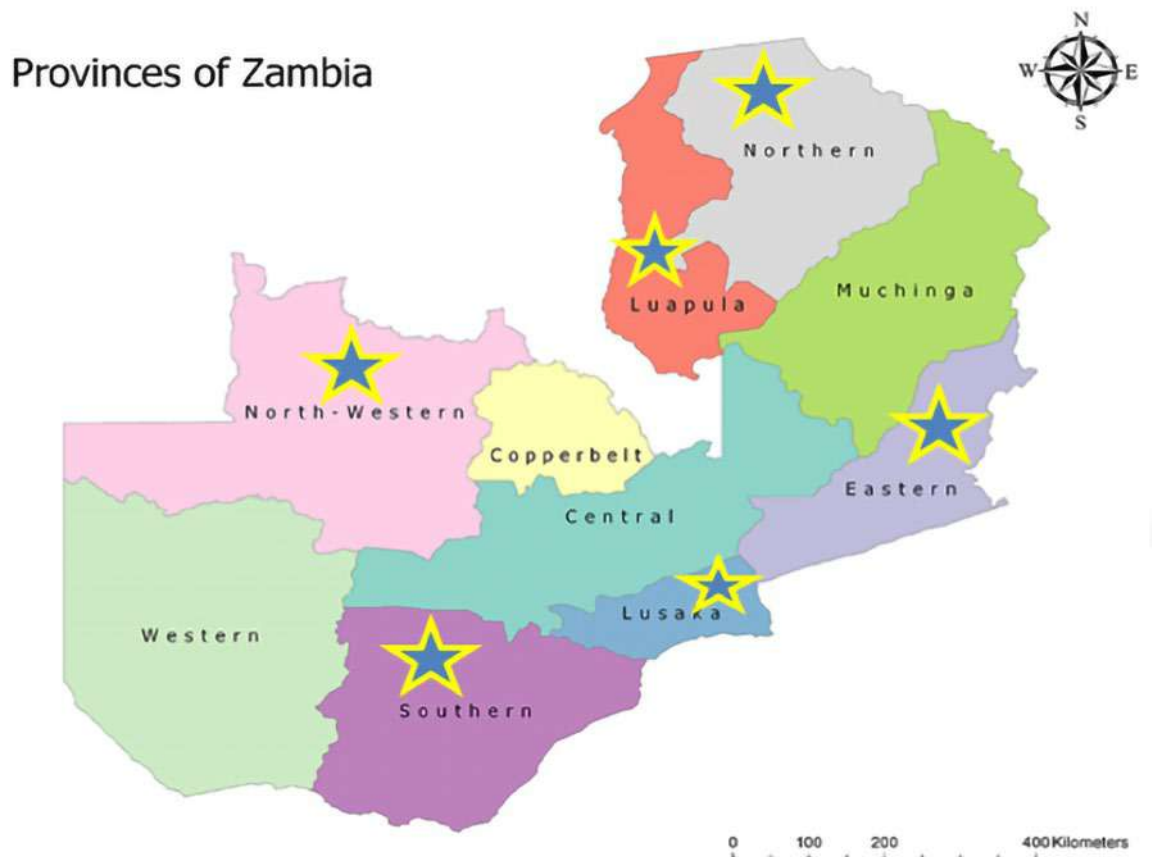 Provinces of Zambia
N
W E
S
Northern
Luapula
Muchinga
North-Western
Copperbelt
Eastern
Central
Lusaka
Western
Southern
0 100 200 400 Kilometers